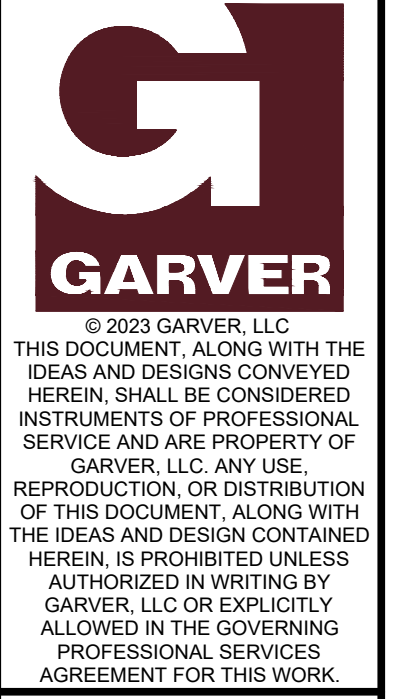 GARVER
© 2023 GARVER, LLC
THIS DOCUMENT, ALONG WITH THE
IDEAS AND DESIGNS CONVEYED
HEREIN, SHALL BE CONSIDERED
INSTRUMENTS OF PROFESSIONAL
SERVICE AND ARE PROPERTY OF
GARVER, LLC. ANY USE,
REPRODUCTION, OR DISTRIBUTION
OF THIS DOCUMENT, ALONG WITH
THE IDEAS AND DESIGN CONTAINED
HEREIN, IS PROHIBITED UNLESS
AUTHORIZED IN WRITING BY
GARVER, LLC OR EXPLICITLY
ALLOWED IN THE GOVERNING
PROFESSIONAL SERVICES
AGREEMENT FOR THIS WORK.